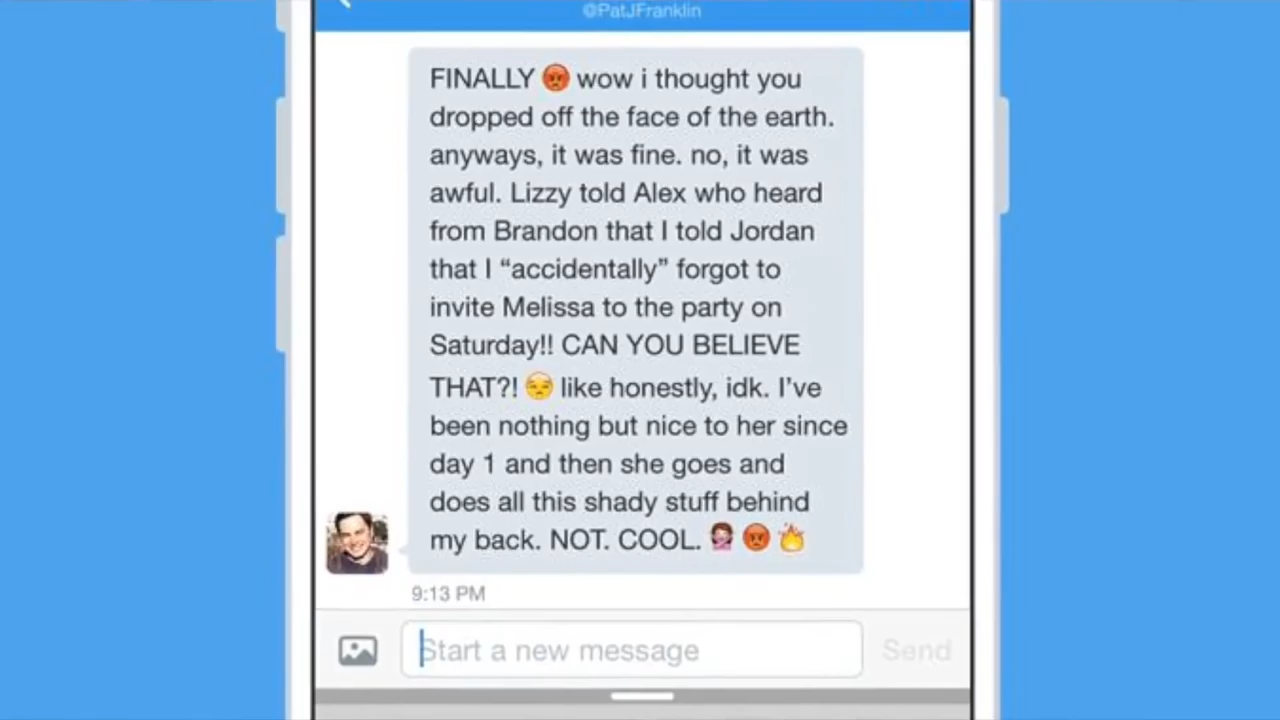 @PatJFranklin
FINALLY 😡 wow i thought you
dropped off the face of the earth.
anyways, it was fine. no, it was
awful. Lizzy told Alex who heard
from Brandon that I told Jordan
that I “accidentally” forgot to
invite Melissa to the party on
Saturday!! CAN YOU BELIEVE
THAT?! 😒 like honestly, idk. I’ve
been nothing but nice to her since
day 1 and then she goes and
does all this shady stuff behind
my back. NOT. COOL. 🙅 😡 🔥
9:13 PM
Start a new message
Send